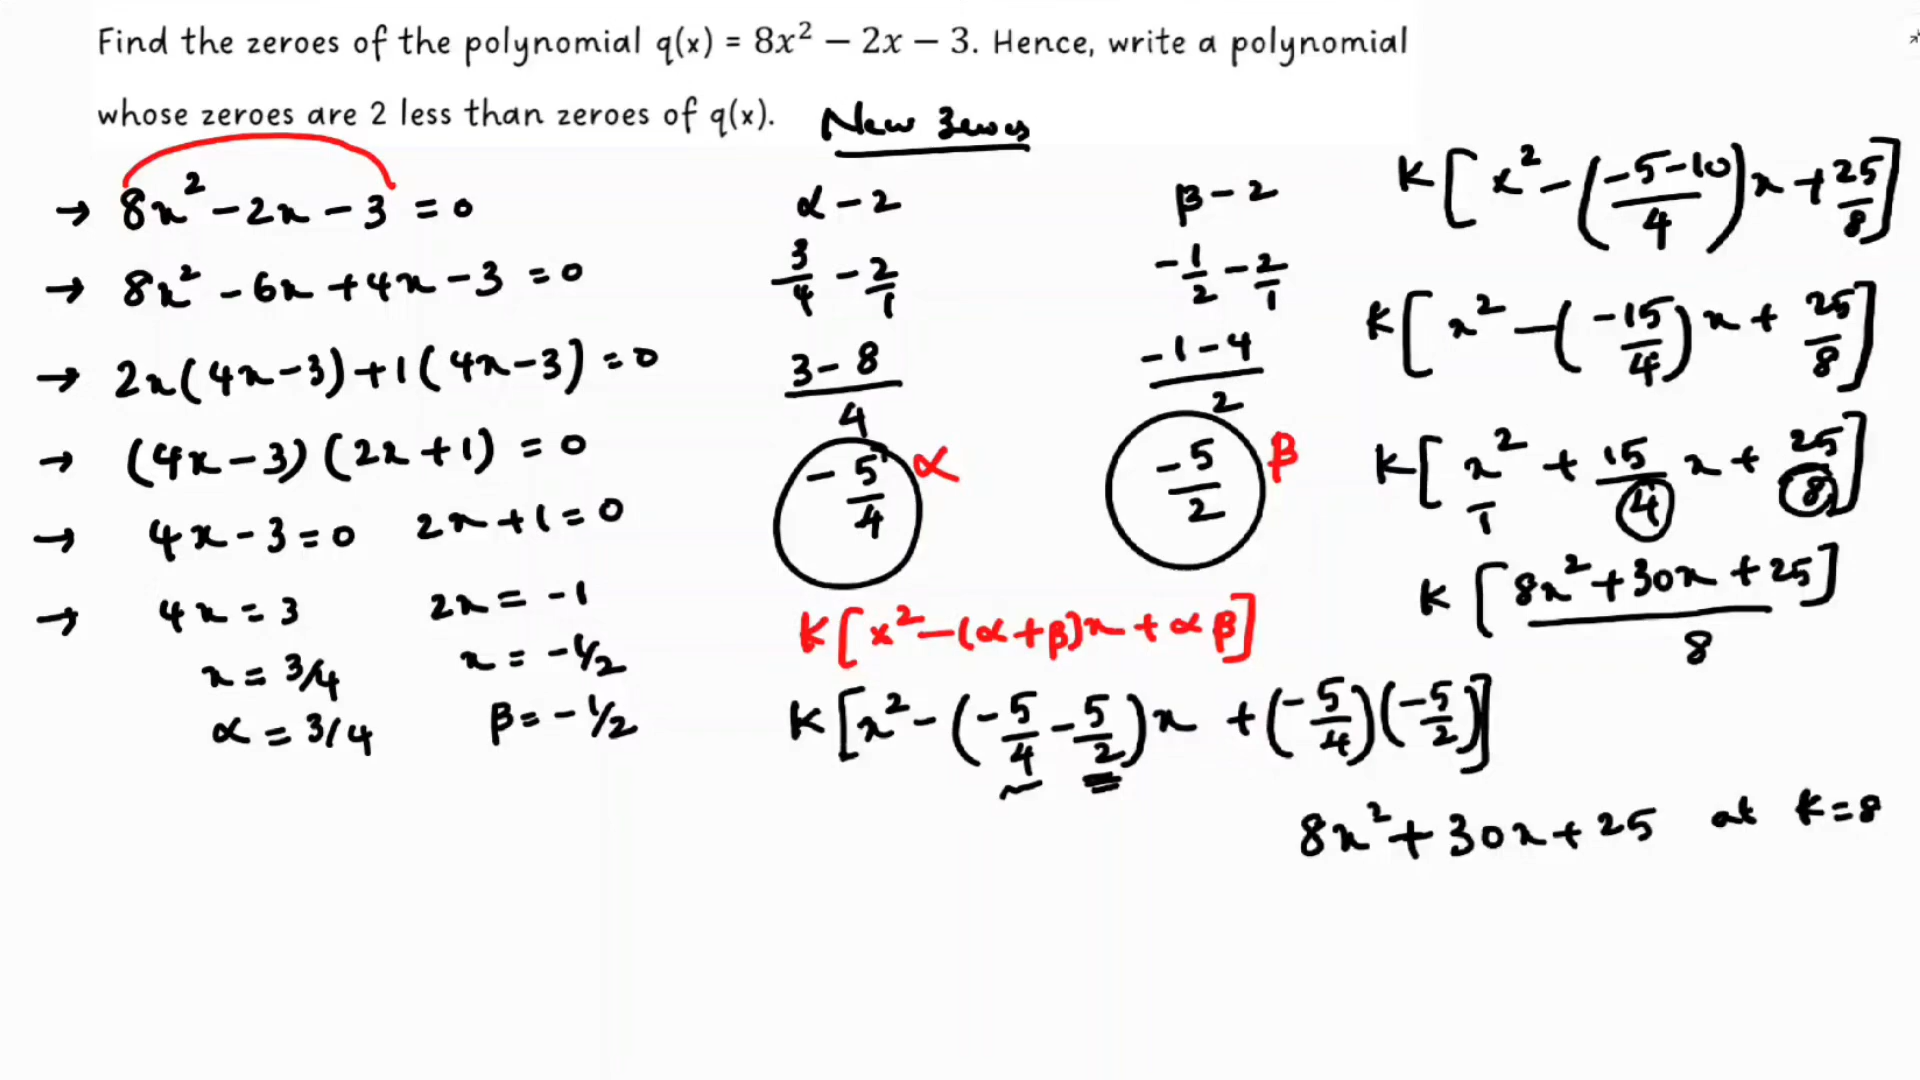 Find the zeroes of the polynomial q(x) = 8x² − 2x − 3. Hence, write a polynomial
whose zeroes are 2 less than zeroes of q(x).
→ 8x² − 2x − 3 = 0
→ 8x² − 6x + 4x − 3 = 0
→ 2x(4x−3)+1(4x−3) = 0
→ (4x−3)(2x+1) = 0
→ 4x−3=0 2x+1=0
→ 4x = 3 2x = −1
x = 3/4 x = −1/2
α = 3/4 β = −1/2
New Zeroes
α − 2 β − 2
3/4 − 2/1 −1/2 − 2/1
3−8/4 −1−4/2
−5/4 α −5/2 β
K[x²−(α+β)x+αβ]
K[x²−(−5/4−5/2)x +(−5/4)(−5/2)]
K[x²−(−5−10/4)x+25/8]
K[x²−(−15/4)x+25/8]
K[x²/1 + 15/4 x + 25/8]
K[8x²+30x+25/8]
8x²+30x+25 at K=8